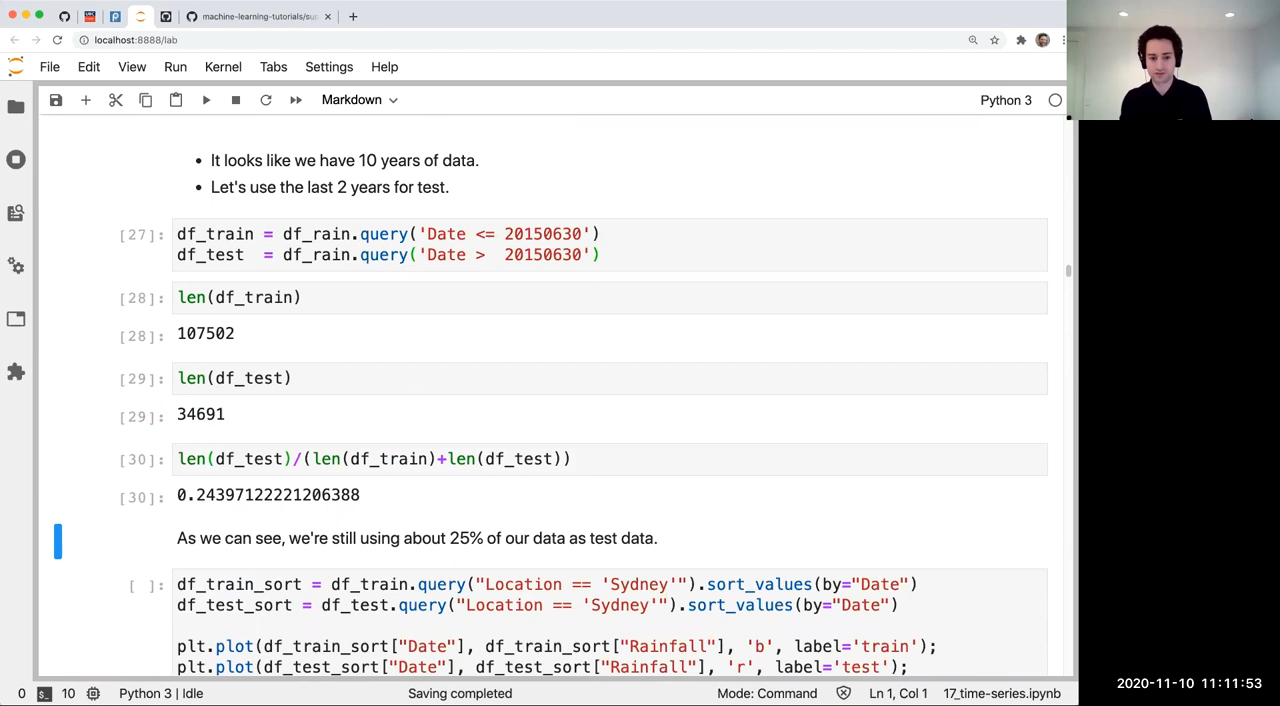 machine-learning-tutorials/sup
localhost:8888/lab
File Edit View Run Kernel Tabs Settings Help
Markdown
Python 3
• It looks like we have 10 years of data.
• Let's use the last 2 years for test.
[27]: df_train = df_rain.query('Date <= 20150630')
df_test  = df_rain.query('Date >  20150630')
[28]: len(df_train)
[28]: 107502
[29]: len(df_test)
[29]: 34691
[30]: len(df_test)/(len(df_train)+len(df_test))
[30]: 0.24397122221206388
As we can see, we're still using about 25% of our data as test data.
[ ]: df_train_sort = df_train.query("Location == 'Sydney'").sort_values(by="Date")
df_test_sort = df_test.query("Location == 'Sydney'").sort_values(by="Date")
plt.plot(df_train_sort["Date"], df_train_sort["Rainfall"], 'b', label='train');
plt.plot(df_test_sort["Date"], df_test_sort["Rainfall"], 'r', label='test');
0 10 Python 3 | Idle Saving completed Mode: Command Ln 1, Col 1 17_time-series.ipynb
2020-11-10 11:11:53